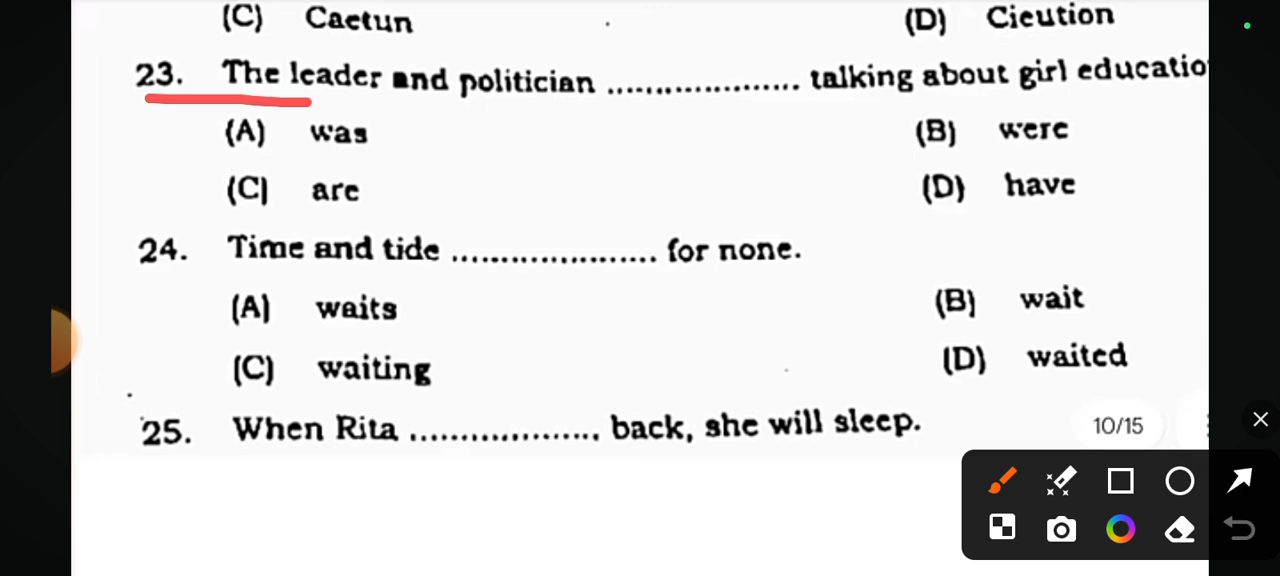 (C) Caetun (D) Cieution
23. The leader and politician .................... talking about girl educatio
(A) was (B) were
(C) are (D) have
24. Time and tide ..................... for none.
(A) waits (B) wait
(C) waiting (D) waited
25. When Rita ................... back, she will sleep.
10/15